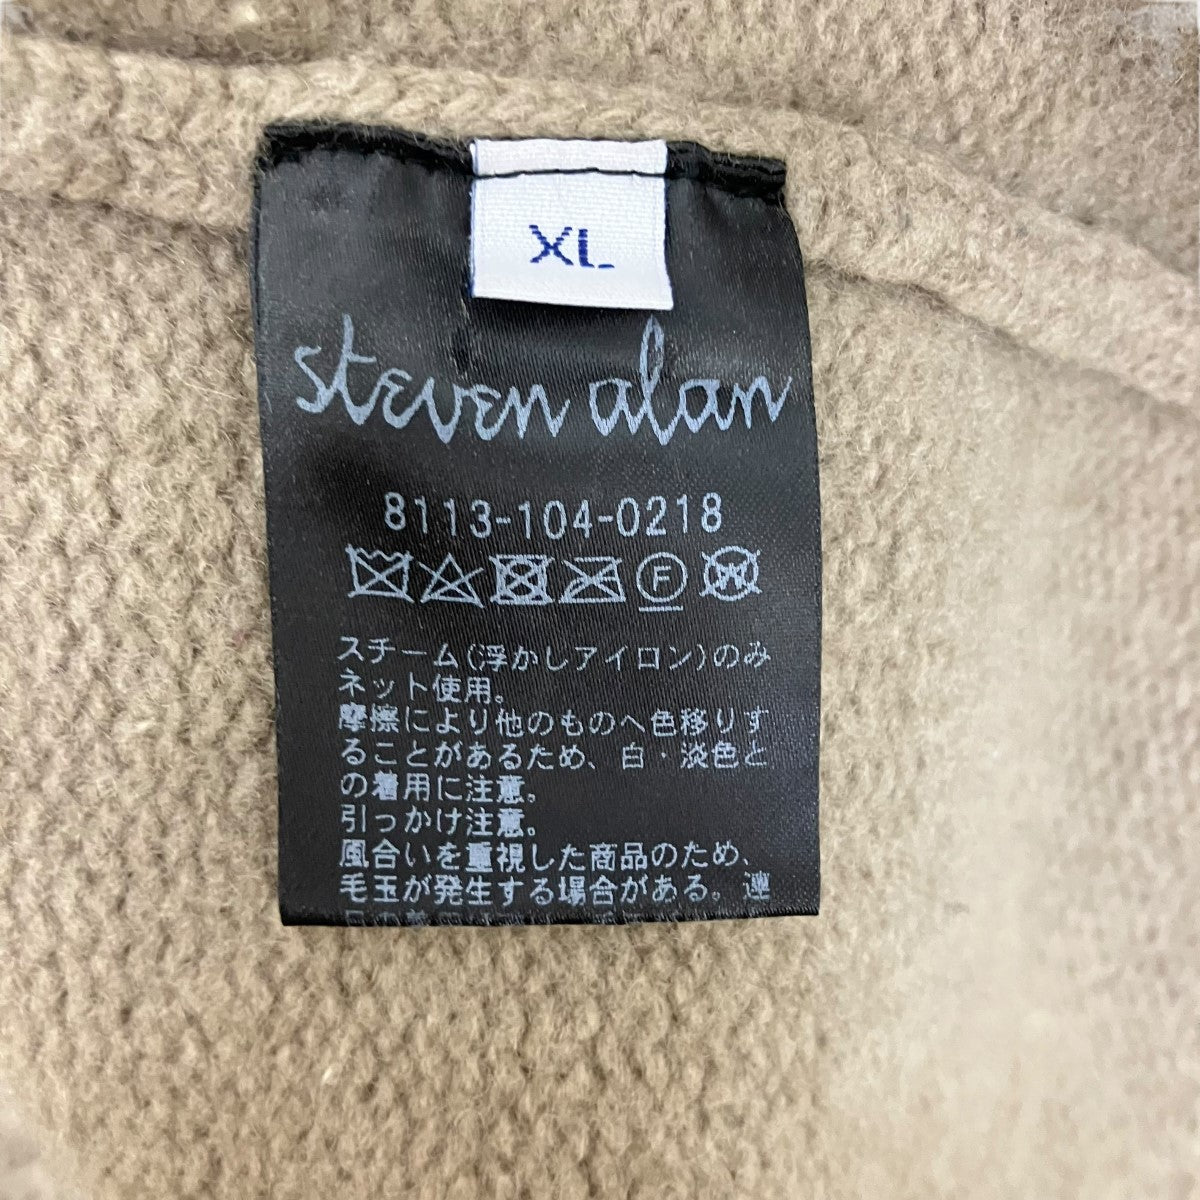 XL
steven alan
8113-104-0218
F W
スチーム(浮かしアイロン)のみ
ネット使用。
摩擦により他のものへ色移りす
ることがあるため、白・淡色と
の着用に注意。
引っかけ注意。
風合いを重視した商品のため、
毛玉が発生する場合がある。連